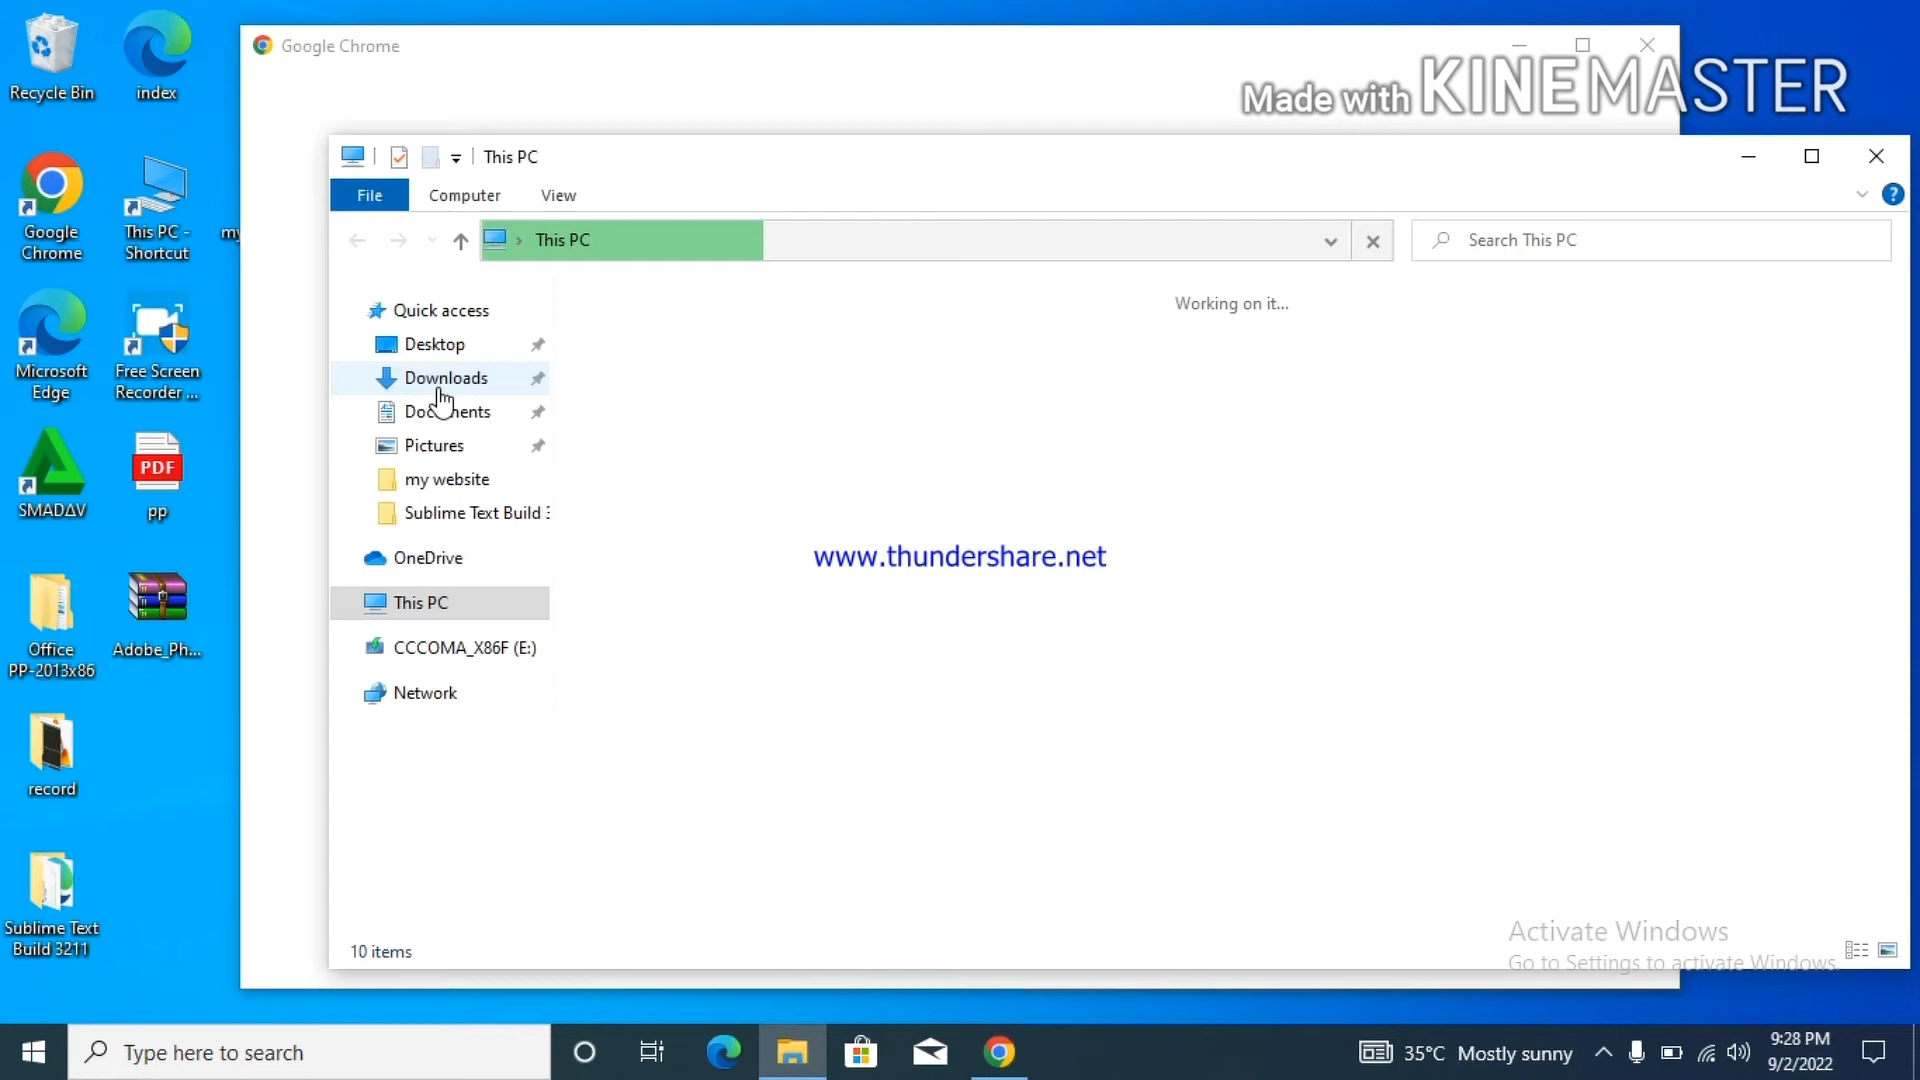 Recycle Bin
index
Google Chrome
Made with KINEMASTER
Google
Chrome
This PC -
Shortcut
my
Microsoft
Edge
Free Screen
Recorder ...
SMADΔV
PDF
pp
Office
PP-2013x86
Adobe_Ph...
record
Sublime Text
Build 3211
This PC
File
Computer
View
?
This PC
Search This PC
Quick access
Desktop
Downloads
Documents
Pictures
my website
Sublime Text Build 3
OneDrive
This PC
CCCOMA_X86F (E:)
Network
Working on it...
www.thundershare.net
10 items
Activate Windows
Go to Settings to activate Windows.
Type here to search
35°C Mostly sunny
9:28 PM
9/2/2022